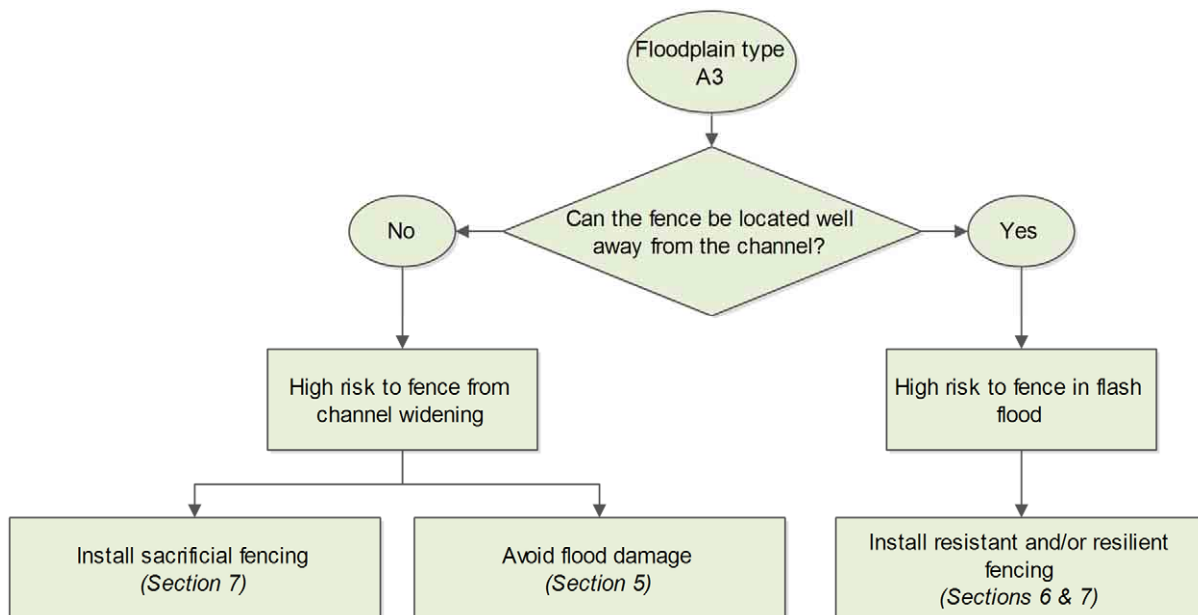 Floodplain type
A3
Can the fence be located well
away from the channel?
No
Yes
High risk to fence from
channel widening
High risk to fence in flash
flood
Install sacrificial fencing
(Section 7)
Avoid flood damage
(Section 5)
Install resistant and/or resilient
fencing
(Sections 6 & 7)